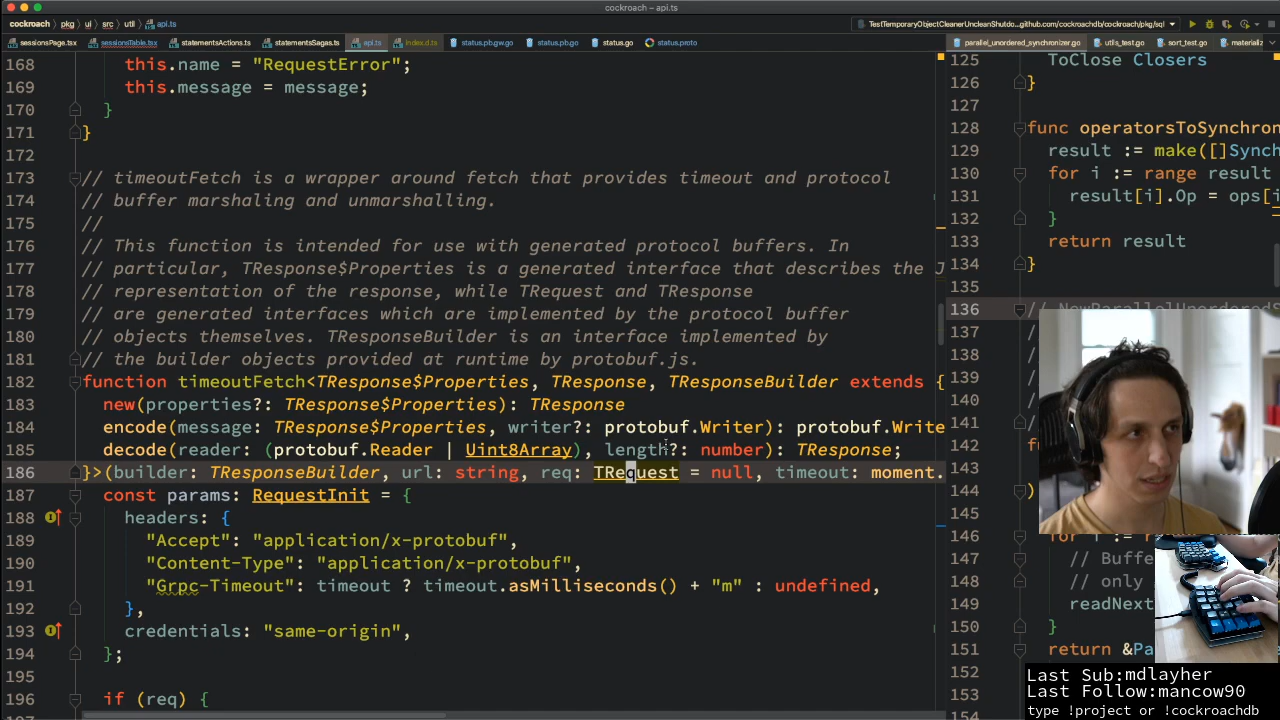 cockroach – api.ts
cockroach pkg ui src util api.ts
TestTemporaryObjectCleanerUncleanShutdo...github.com/cockroachdb/cockroach/pkg/sql
sessionsPage.tsx sessionsTable.tsx statementsActions.ts statementsSagas.ts api.ts index.d.ts status.pb.gw.go status.pb.go status.go status.proto
parallel_unordered_synchronizer.go utils_test.go sort_test.go materializ
168 this.name = "RequestError";
169 this.message = message;
170 }
171 }
172
173 // timeoutFetch is a wrapper around fetch that provides timeout and protocol
174 // buffer marshaling and unmarshalling.
175 //
176 // This function is intended for use with generated protocol buffers. In
177 // particular, TResponse$Properties is a generated interface that describes the J
178 // representation of the response, while TRequest and TResponse
179 // are generated interfaces which are implemented by the protocol buffer
180 // objects themselves. TResponseBuilder is an interface implemented by
181 // the builder objects provided at runtime by protobuf.js.
182 function timeoutFetch<TResponse$Properties, TResponse, TResponseBuilder extends {
183 new(properties?: TResponse$Properties): TResponse
184 encode(message: TResponse$Properties, writer?: protobuf.Writer): protobuf.Write
185 decode(reader: (protobuf.Reader | Uint8Array), length?: number): TResponse;
186 }>(builder: TResponseBuilder, url: string, req: TRequest = null, timeout: moment.
187 const params: RequestInit = {
188 headers: {
189 "Accept": "application/x-protobuf",
190 "Content-Type": "application/x-protobuf",
191 "Grpc-Timeout": timeout ? timeout.asMilliseconds() + "m" : undefined,
192 },
193 credentials: "same-origin",
194 };
195
196 if (req) {
125 ToClose Closers
126 }
127
128 func operatorsToSynchron
129 result := make([]Synch
130 for i := range result
131 result[i].Op = ops[i
132 }
133 return result
134 }
135
136 // NewParallelUnorderedS
137 /
138 /
139 /
140 /
141 /
142 fu
143
144 )
145
146 for i := r
147 // Buff
148 // only
149 readNext
150 }
151 return &Pa
152
153
154
Last Sub:mdlayher
Last Follow:mancow90
type !project or !cockroachdb